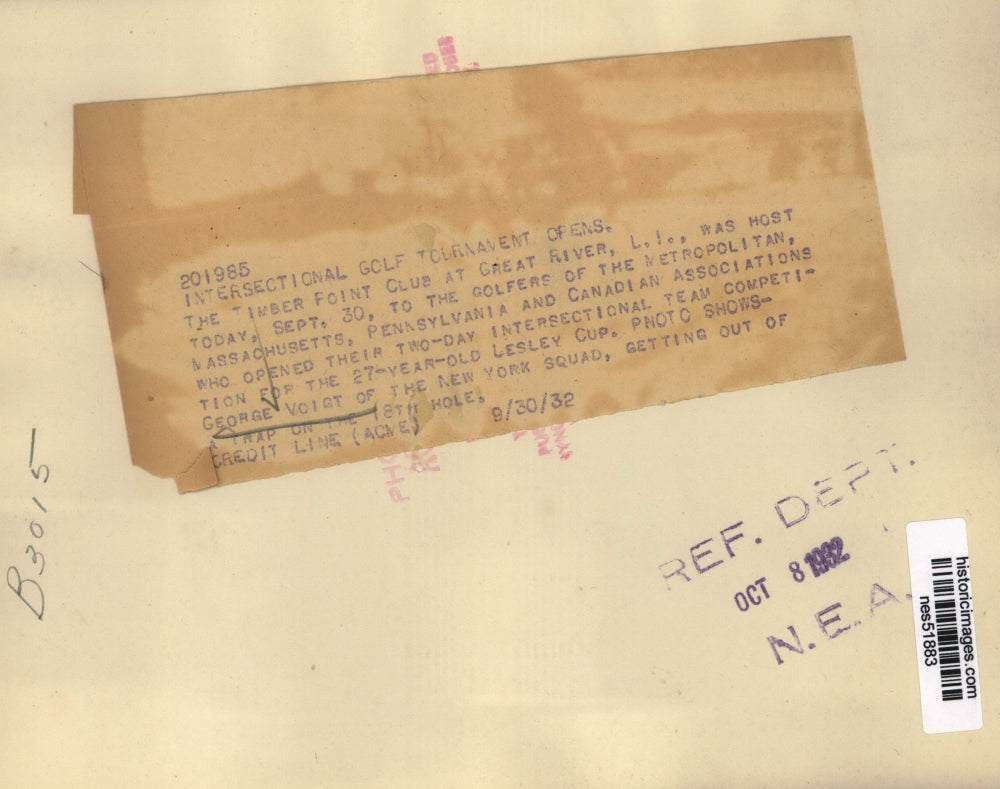 201985
INTERSECTIONAL GOLF TOURNAMENT OPENS.
THE TIMBER POINT CLUB AT GREAT RIVER, L.I., WAS HOST
TODAY, SEPT. 30, TO THE GOLFERS OF THE METROPOLITAN,
MASSACHUSETTS, PENNSYLVANIA AND CANADIAN ASSOCIATIONS
WHO OPENED THEIR TWO-DAY INTERSECTIONAL TEAM COMPETI-
TION FOR THE 27-YEAR-OLD LESLEY CUP. PHOTO SHOWS-
GEORGE VOIGT OF THE NEW YORK SQUAD, GETTING OUT OF
A TRAP ON THE 18TH HOLE.
CREDIT LINE (ACME) 9/30/32
B3015
REF. DEPT.
OCT 8 1932
N.E.A.
historicimages.com
nes51883